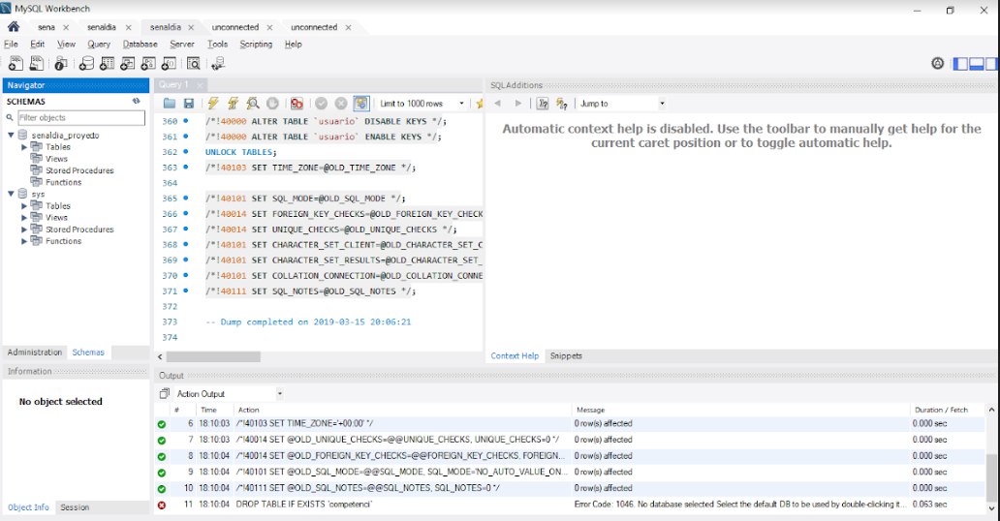 MySQL Workbench
sena × senaldia × senaldia × unconnected × unconnected ×
File Edit View Query Database Server Tools Scripting Help
Navigator
SCHEMAS
Filter objects
senaldia_proyecto
Tables
Views
Stored Procedures
Functions
sys
Tables
Views
Stored Procedures
Functions
Administration Schemas
Information
No object selected
Object Info Session
Query 1 ×
Limit to 1000 rows
360 /*!40000 ALTER TABLE `usuario` DISABLE KEYS */;
361 /*!40000 ALTER TABLE `usuario` ENABLE KEYS */;
362 UNLOCK TABLES;
363 /*!40103 SET TIME_ZONE=@OLD_TIME_ZONE */;
364
365 /*!40101 SET SQL_MODE=@OLD_SQL_MODE */;
366 /*!40014 SET FOREIGN_KEY_CHECKS=@OLD_FOREIGN_KEY_CHECK
367 /*!40014 SET UNIQUE_CHECKS=@OLD_UNIQUE_CHECKS */;
368 /*!40101 SET CHARACTER_SET_CLIENT=@OLD_CHARACTER_SET_C
369 /*!40101 SET CHARACTER_SET_RESULTS=@OLD_CHARACTER_SET_
370 /*!40101 SET COLLATION_CONNECTION=@OLD_COLLATION_CONNE
371 /*!40111 SET SQL_NOTES=@OLD_SQL_NOTES */;
372
373 -- Dump completed on 2019-03-15 20:06:21
374
SQLAdditions
Jump to
Automatic context help is disabled. Use the toolbar to manually get help for the
current caret position or to toggle automatic help.
Context Help Snippets
Output
Action Output
# Time Action Message Duration / Fetch
6 18:10:03 /*!40103 SET TIME_ZONE='+00:00' */ 0 row(s) affected 0.000 sec
7 18:10:03 /*!40014 SET @OLD_UNIQUE_CHECKS=@@UNIQUE_CHECKS, UNIQUE_CHECKS=0 */ 0 row(s) affected 0.000 sec
8 18:10:04 /*!40014 SET @OLD_FOREIGN_KEY_CHECKS=@@FOREIGN_KEY_CHECKS, FOREIGN... 0 row(s) affected 0.000 sec
9 18:10:04 /*!40101 SET @OLD_SQL_MODE=@@SQL_MODE, SQL_MODE='NO_AUTO_VALUE_ON... 0 row(s) affected 0.000 sec
10 18:10:04 /*!40111 SET @OLD_SQL_NOTES=@@SQL_NOTES, SQL_NOTES=0 */ 0 row(s) affected 0.000 sec
11 18:10:04 DROP TABLE IF EXISTS `competenci` Error Code: 1046. No database selected Select the default DB to be used by double-clicking it... 0.063 sec